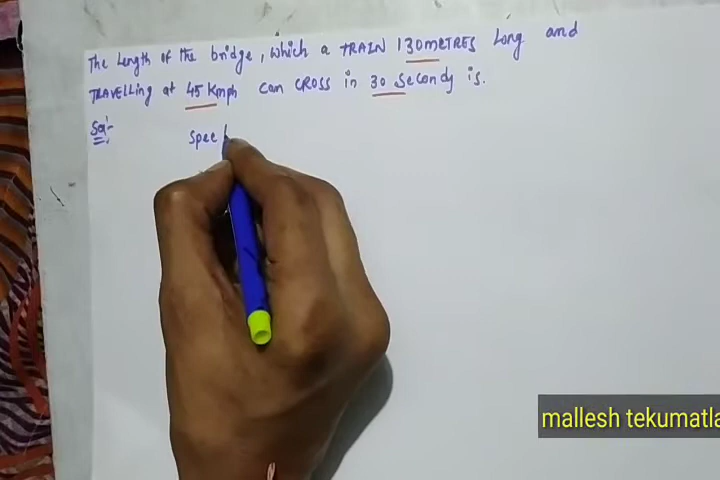 The Length of the bridge, which a TRAIN 130METRES Long and
TRAVELLing at 45 Kmph can CROSS in 30 Seconds is.
Sol:-
Spee
mallesh tekumatla